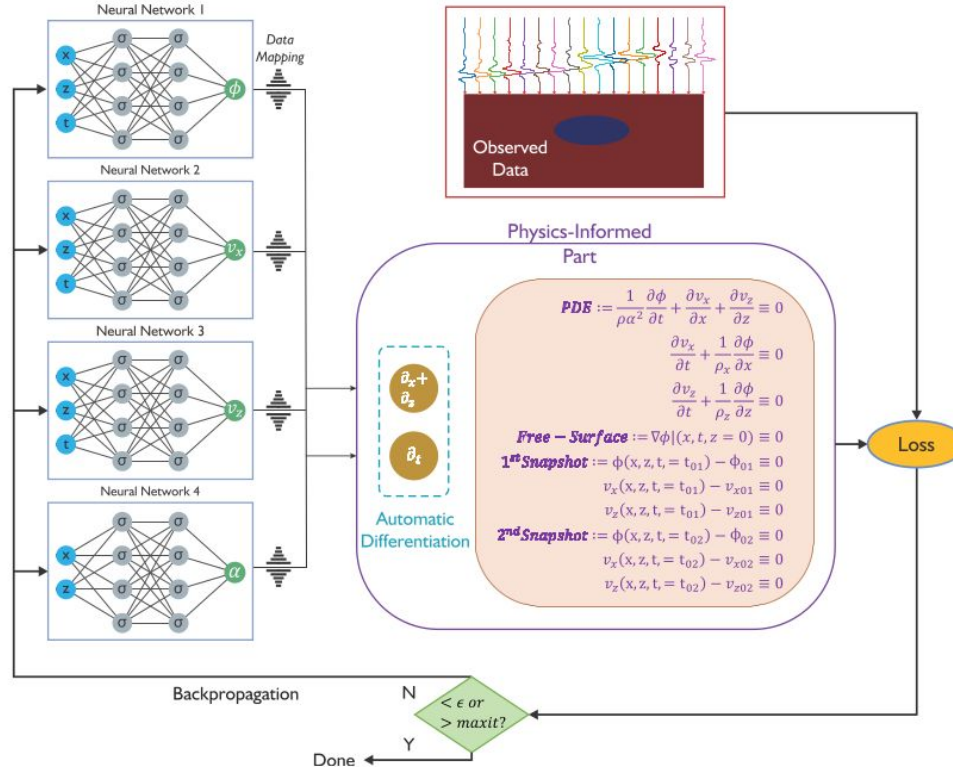 Neural Network 1
x
z
t
σ σ
σ σ
σ σ
σ σ
ϕ
Data
Mapping
Neural Network 2
x
z
t
σ σ
σ σ
σ σ
σ σ
v_x
Neural Network 3
x
z
t
σ σ
σ σ
σ σ
σ σ
v_z
Neural Network 4
x
z
σ σ
σ σ
σ σ
σ σ
α
Observed
Data
Physics-Informed
Part
∂_x+
∂_z
∂_t
Automatic
Differentiation
PDE := 1/(ρα²) ∂ϕ/∂t + ∂v_x/∂x + ∂v_z/∂z ≡ 0
∂v_x/∂t + 1/ρ_x ∂ϕ/∂x ≡ 0
∂v_z/∂t + 1/ρ_z ∂ϕ/∂z ≡ 0
Free − Surface := ∇ϕ|(x, t, z = 0) ≡ 0
1^st Snapshot := ϕ(x, z, t, = t_01) − ϕ_01 ≡ 0
v_x(x, z, t, = t_01) − v_x01 ≡ 0
v_z(x, z, t, = t_01) − v_z01 ≡ 0
2^nd Snapshot := ϕ(x, z, t, = t_02) − ϕ_02 ≡ 0
v_x(x, z, t, = t_02) − v_x02 ≡ 0
v_z(x, z, t, = t_02) − v_z02 ≡ 0
Loss
Backpropagation
N
< ϵ or
> maxit?
Y
Done